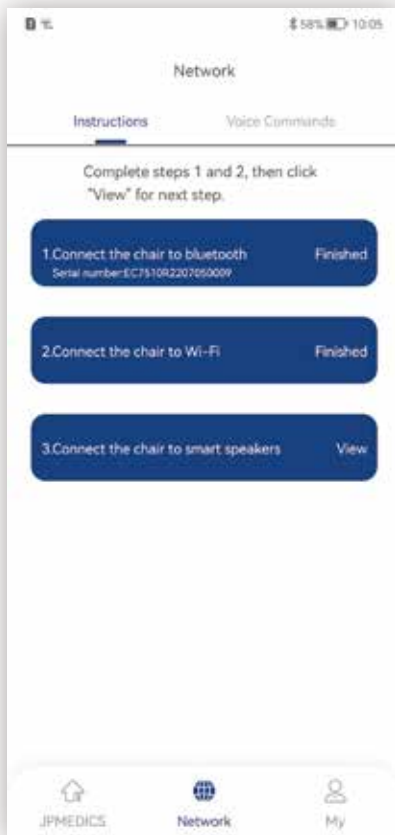 58% 10:05
Network
Instructions Voice Commands
Complete steps 1 and 2, then click
"View" for next step.
1.Connect the chair to bluetooth Finished
Serial number:EC7510R2207050009
2.Connect the chair to Wi-Fi Finished
3.Connect the chair to smart speakers View
JPMEDICS Network My